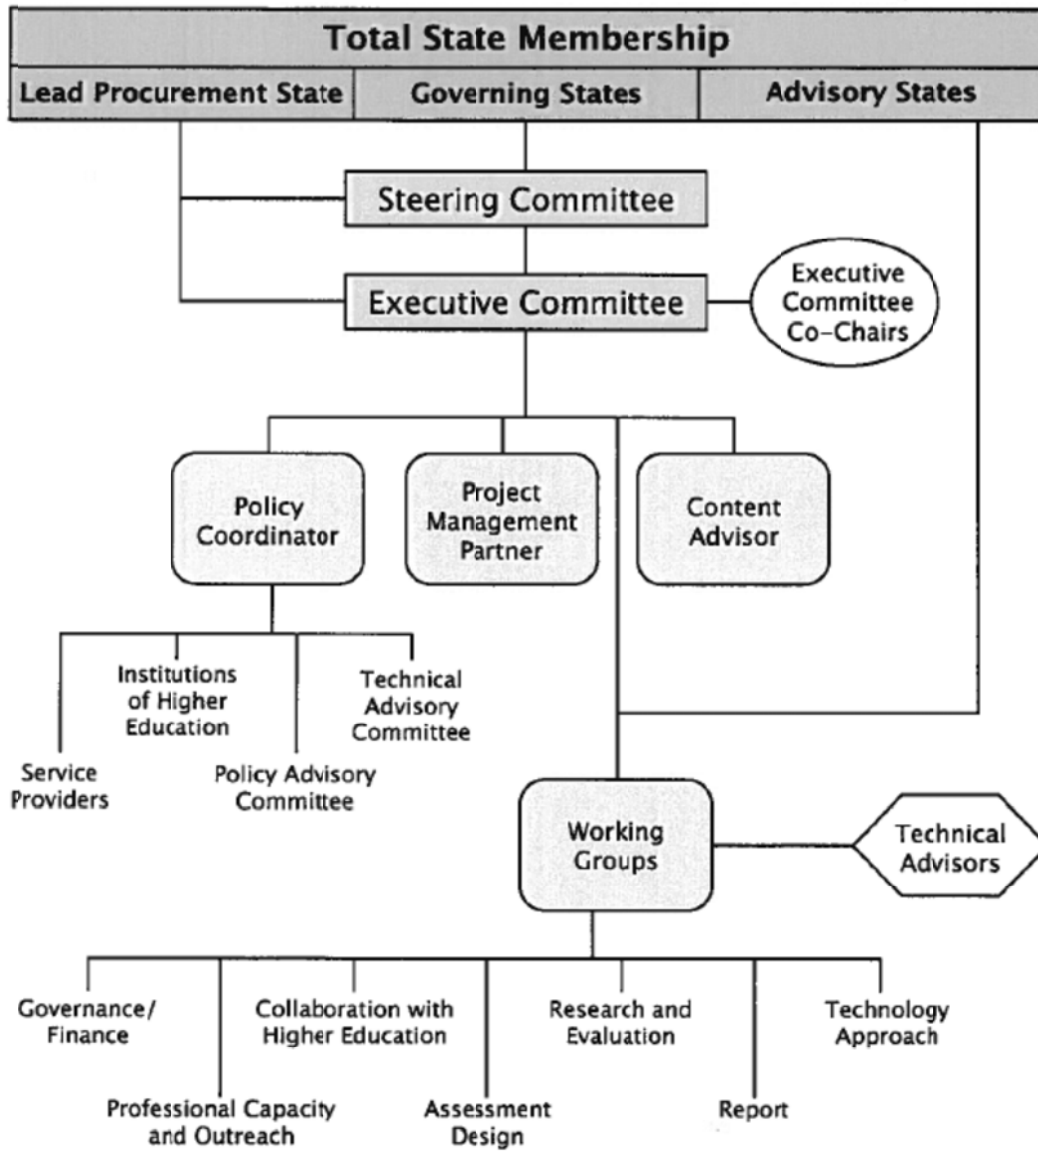 Total State Membership
Lead Procurement State
Governing States
Advisory States
Steering Committee
Executive Committee
Executive
Committee
Co-Chairs
Policy
Coordinator
Project
Management
Partner
Content
Advisor
Institutions
of Higher
Education
Technical
Advisory
Committee
Service
Providers
Policy Advisory
Committee
Working
Groups
Technical
Advisors
Governance/
Finance
Collaboration with
Higher Education
Research and
Evaluation
Technology
Approach
Professional Capacity
and Outreach
Assessment
Design
Report